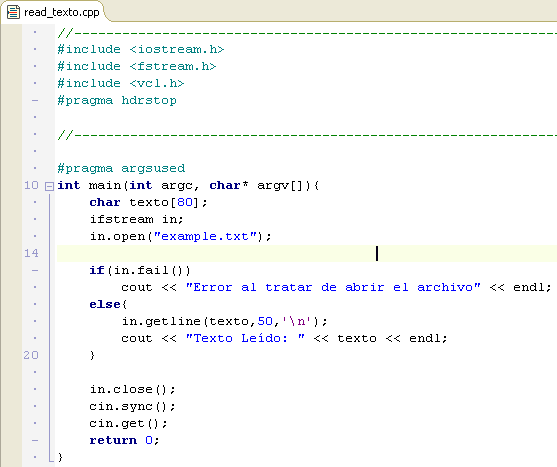 read_texto.cpp
//---------------------------------------------------------------
#include <iostream.h>
#include <fstream.h>
#include <vcl.h>
#pragma hdrstop
//---------------------------------------------------------------
#pragma argsused
10 int main(int argc, char* argv[]){
char texto[80];
ifstream in;
in.open("example.txt");
14
if(in.fail())
cout << "Error al tratar de abrir el archivo" << endl;
else{
in.getline(texto,50,'\n');
cout << "Texto Leído: " << texto << endl;
20 }
in.close();
cin.sync();
cin.get();
return 0;
}